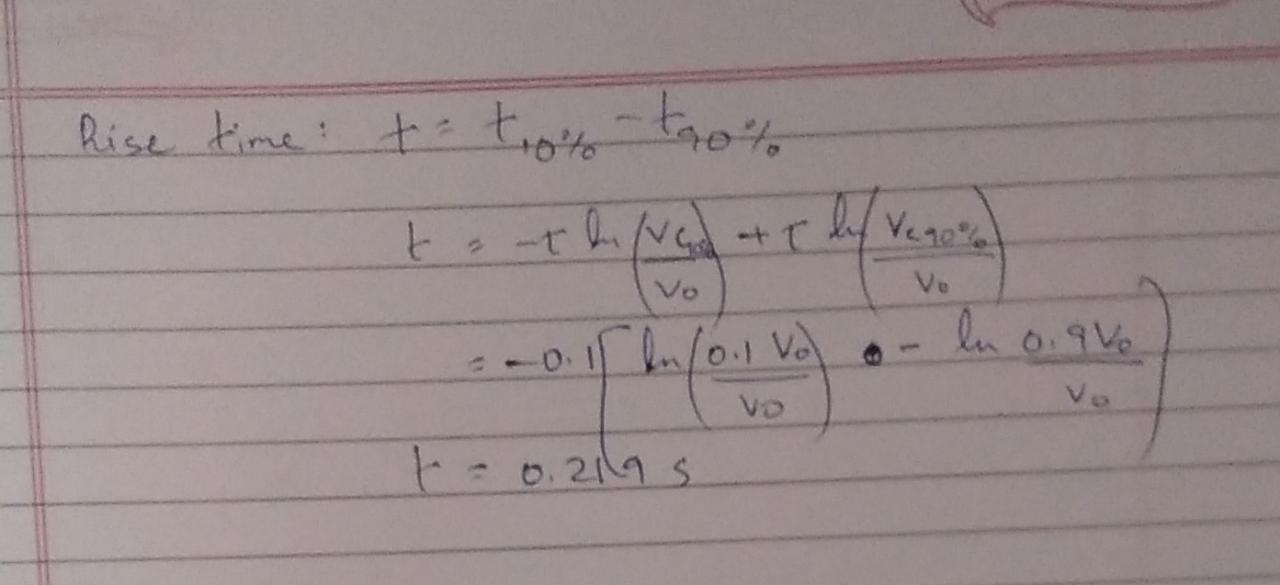 Rise time: t = t10% - t90%
t = -τ ln (Vc/V0) + τ ln (Vc90%/V0)
= -0.1 [ ln (0.1 V0/V0) - ln 0.9V0/V0 ]
t = 0.219 s